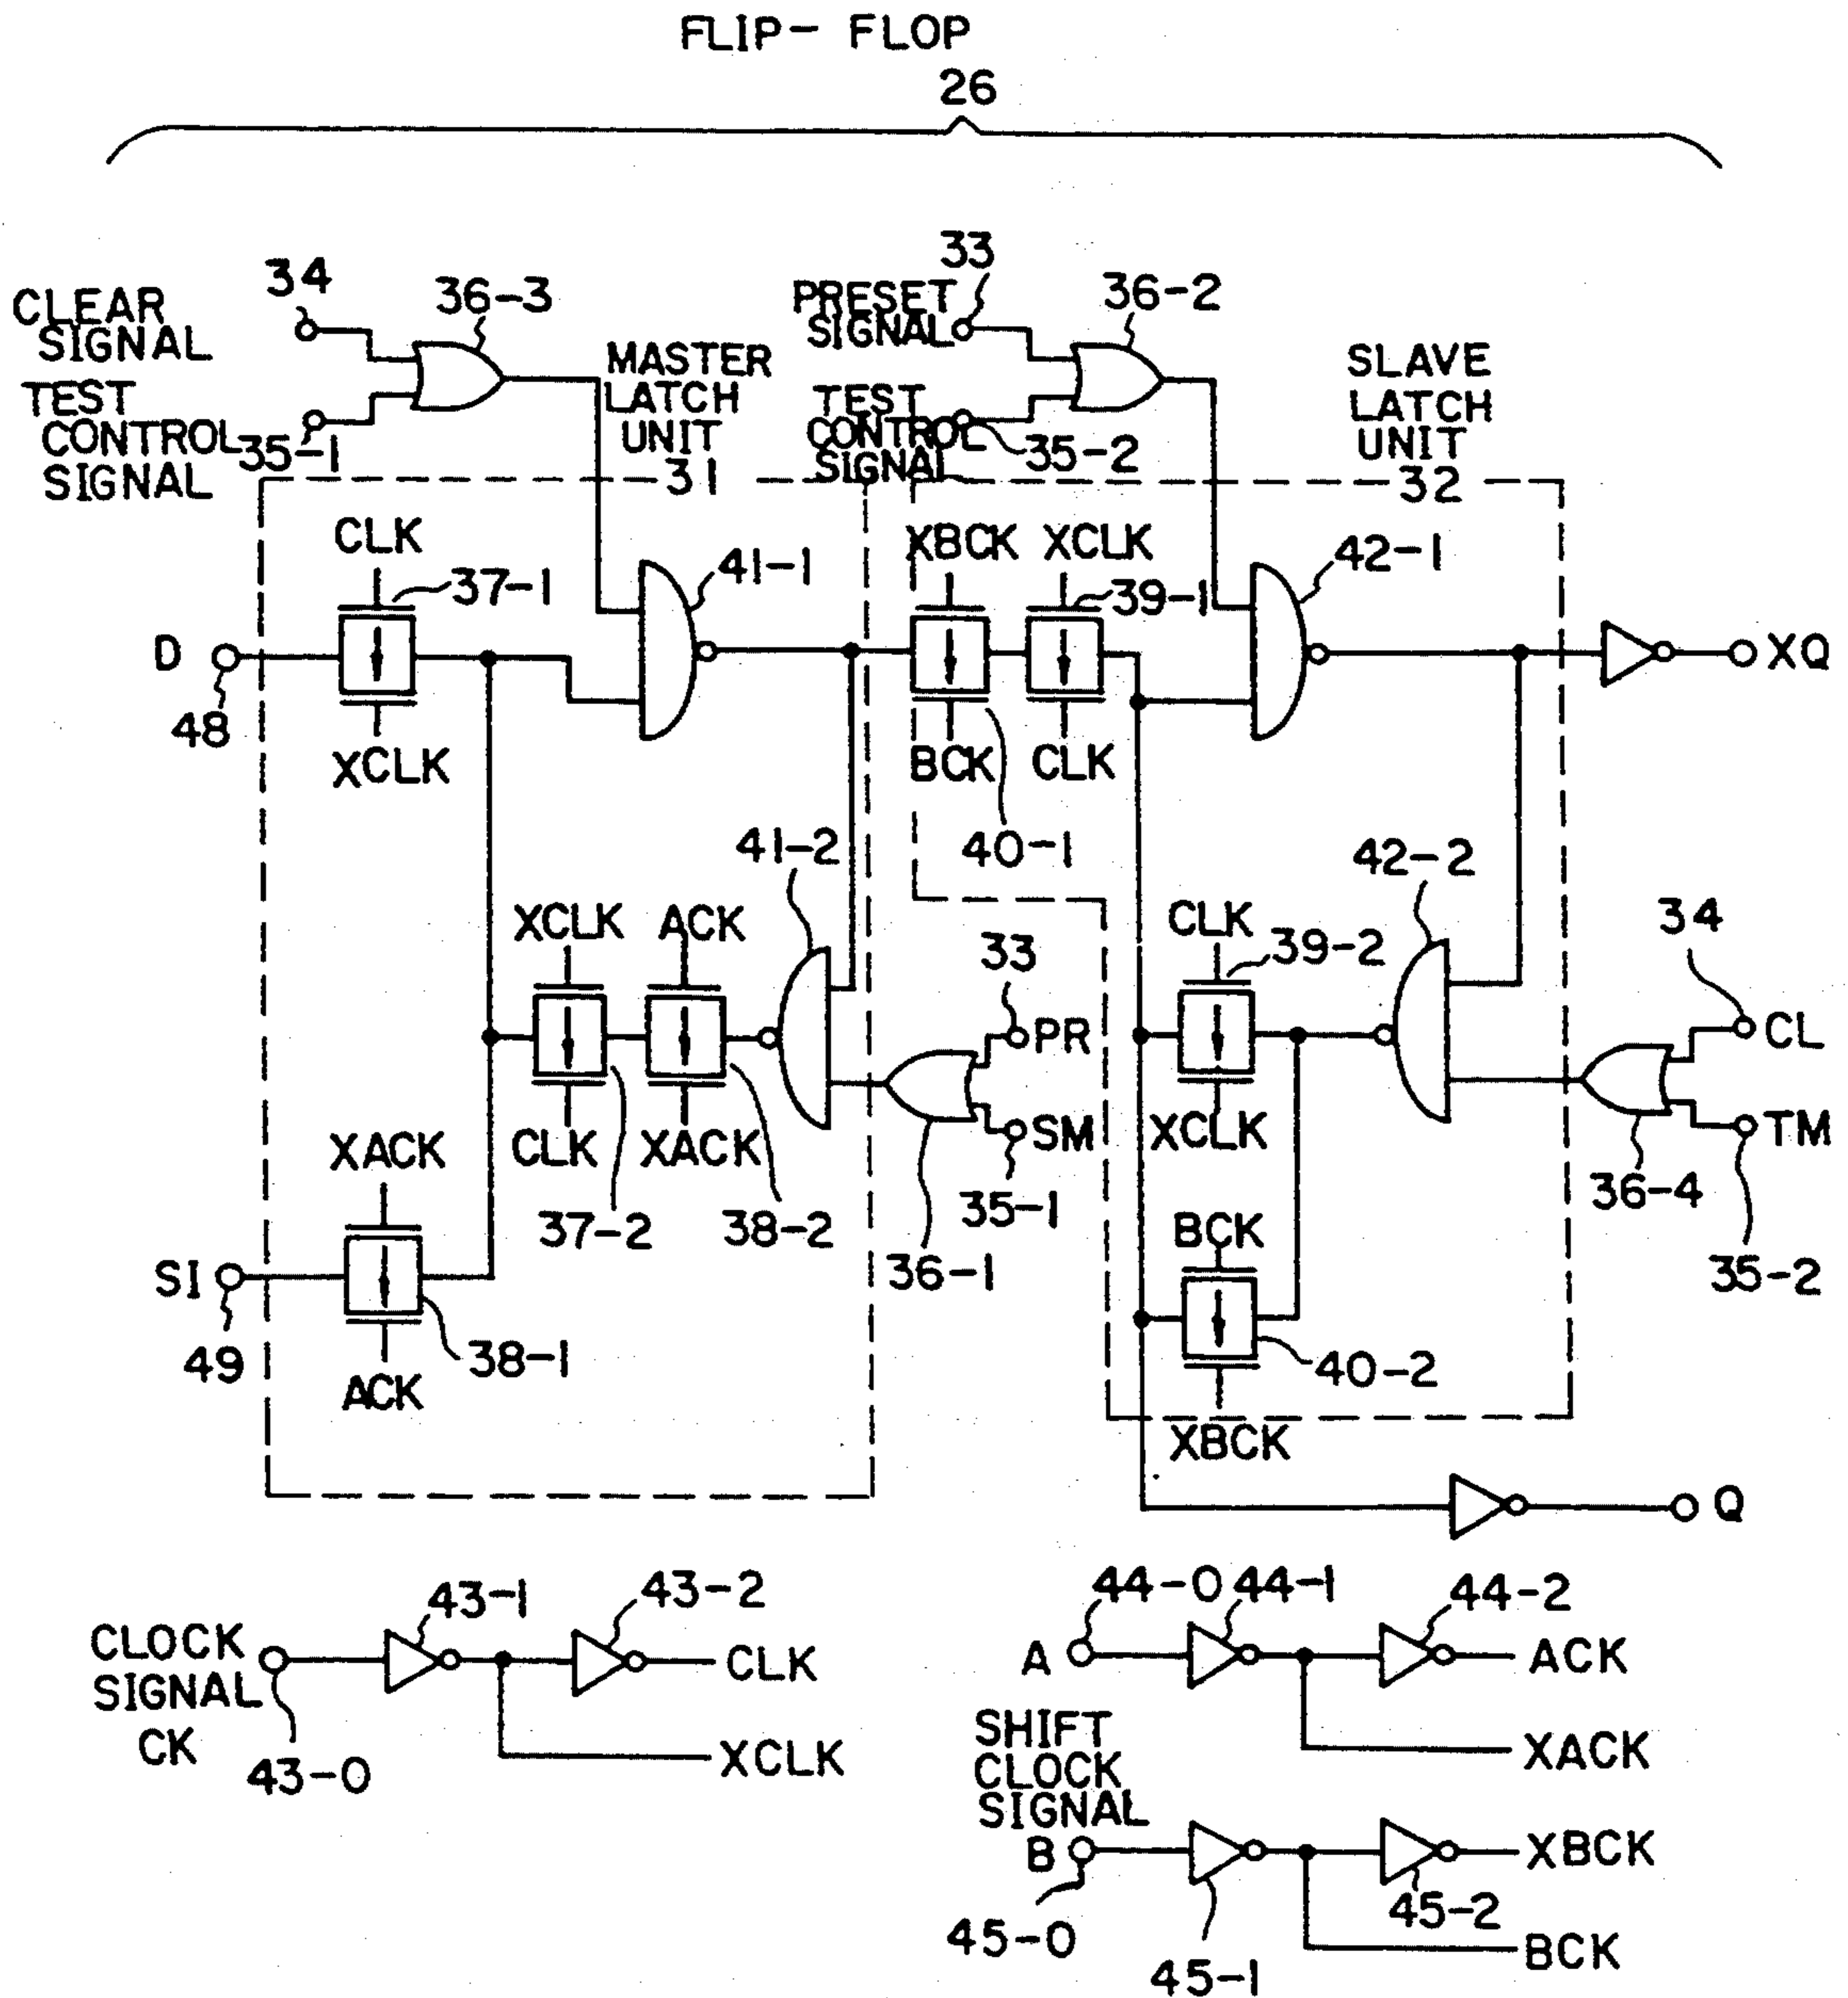 FLIP- FLOP
26
34
CLEAR
SIGNAL
36-3
TEST
CONTROL
SIGNAL
35-1
MASTER
LATCH
UNIT
31
33
PRESET
SIGNAL
36-2
TEST
CONTROL
SIGNAL
35-2
SLAVE
LATCH
UNIT
32
CLK
37-1
41-1
XBCK
XCLK
39-1
42-1
D
48
XCLK
BCK
CLK
40-1
XQ
41-2
42-2
XCLK
ACK
33
PR
CLK
39-2
34
CL
CLK
XACK
SM
XCLK
TM
XACK
37-2
38-2
35-1
36-1
36-4
35-2
SI
49
38-1
ACK
BCK
40-2
XBCK
Q
CLOCK
SIGNAL
CK
43-0
43-1
43-2
CLK
XCLK
A
44-0
44-1
44-2
ACK
XACK
SHIFT
CLOCK
SIGNAL
B
45-0
45-1
45-2
XBCK
BCK